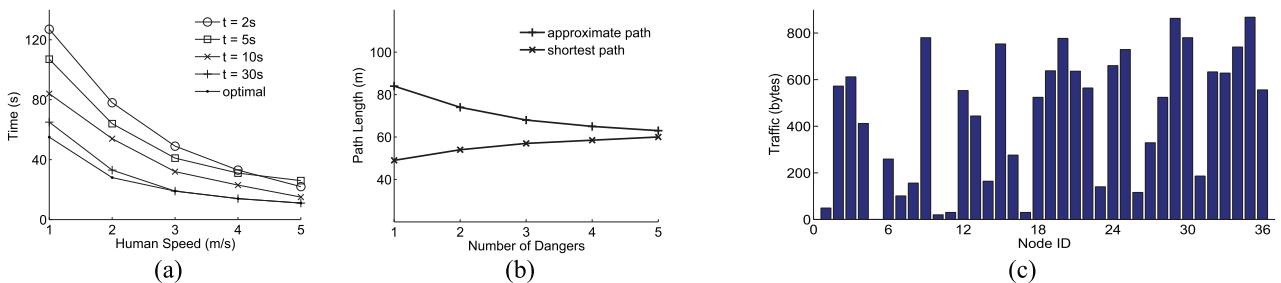 120
80
40
0
Time (s)
t = 2s
t = 5s
t = 10s
t = 30s
optimal
1 2 3 4 5
Human Speed (m/s)
(a)
100
80
60
40
Path Length (m)
approximate path
shortest path
1 2 3 4 5
Number of Dangers
(b)
800
600
400
200
0
Traffic (bytes)
0 6 12 18 24 30 36
Node ID
(c)